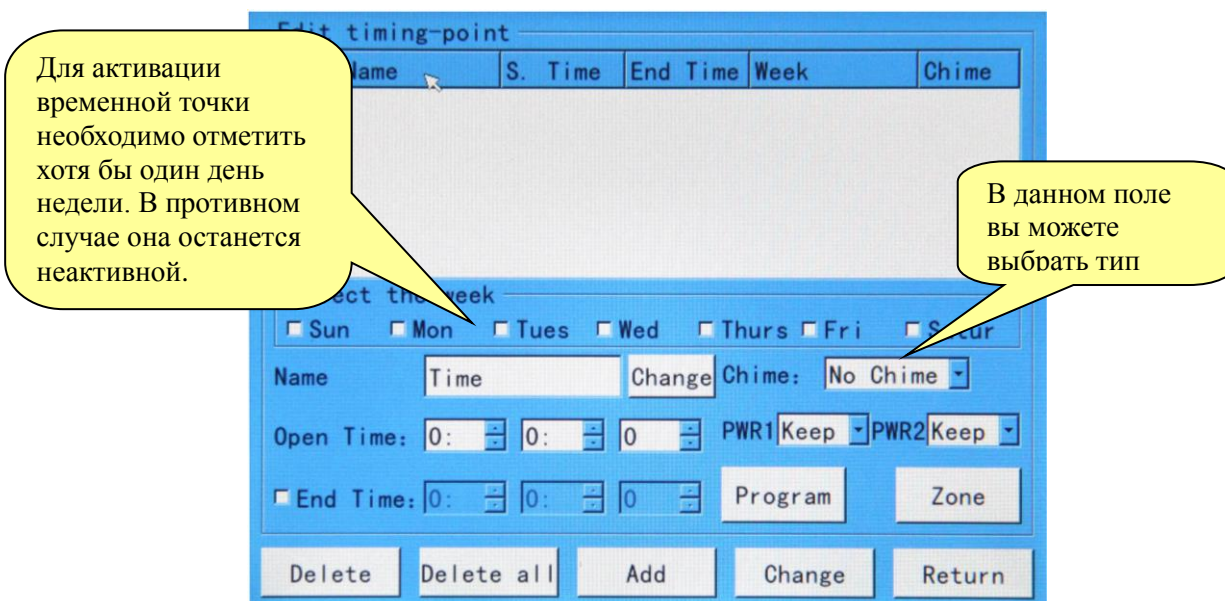 Edit timing-point
Name S. Time End Time Week Chime
Для активации
временной точки
необходимо отметить
хотя бы один день
недели. В противном
случае она останется
неактивной.
В данном поле
вы можете
выбрать тип
the week
Sun Mon Tues Wed Thurs Fri Satur
Name Time Change Chime: No Chime
Open Time: 0: 0: 0 PWR1 Keep PWR2 Keep
End Time: 0: 0: 0 Program Zone
Delete Delete all Add Change Return